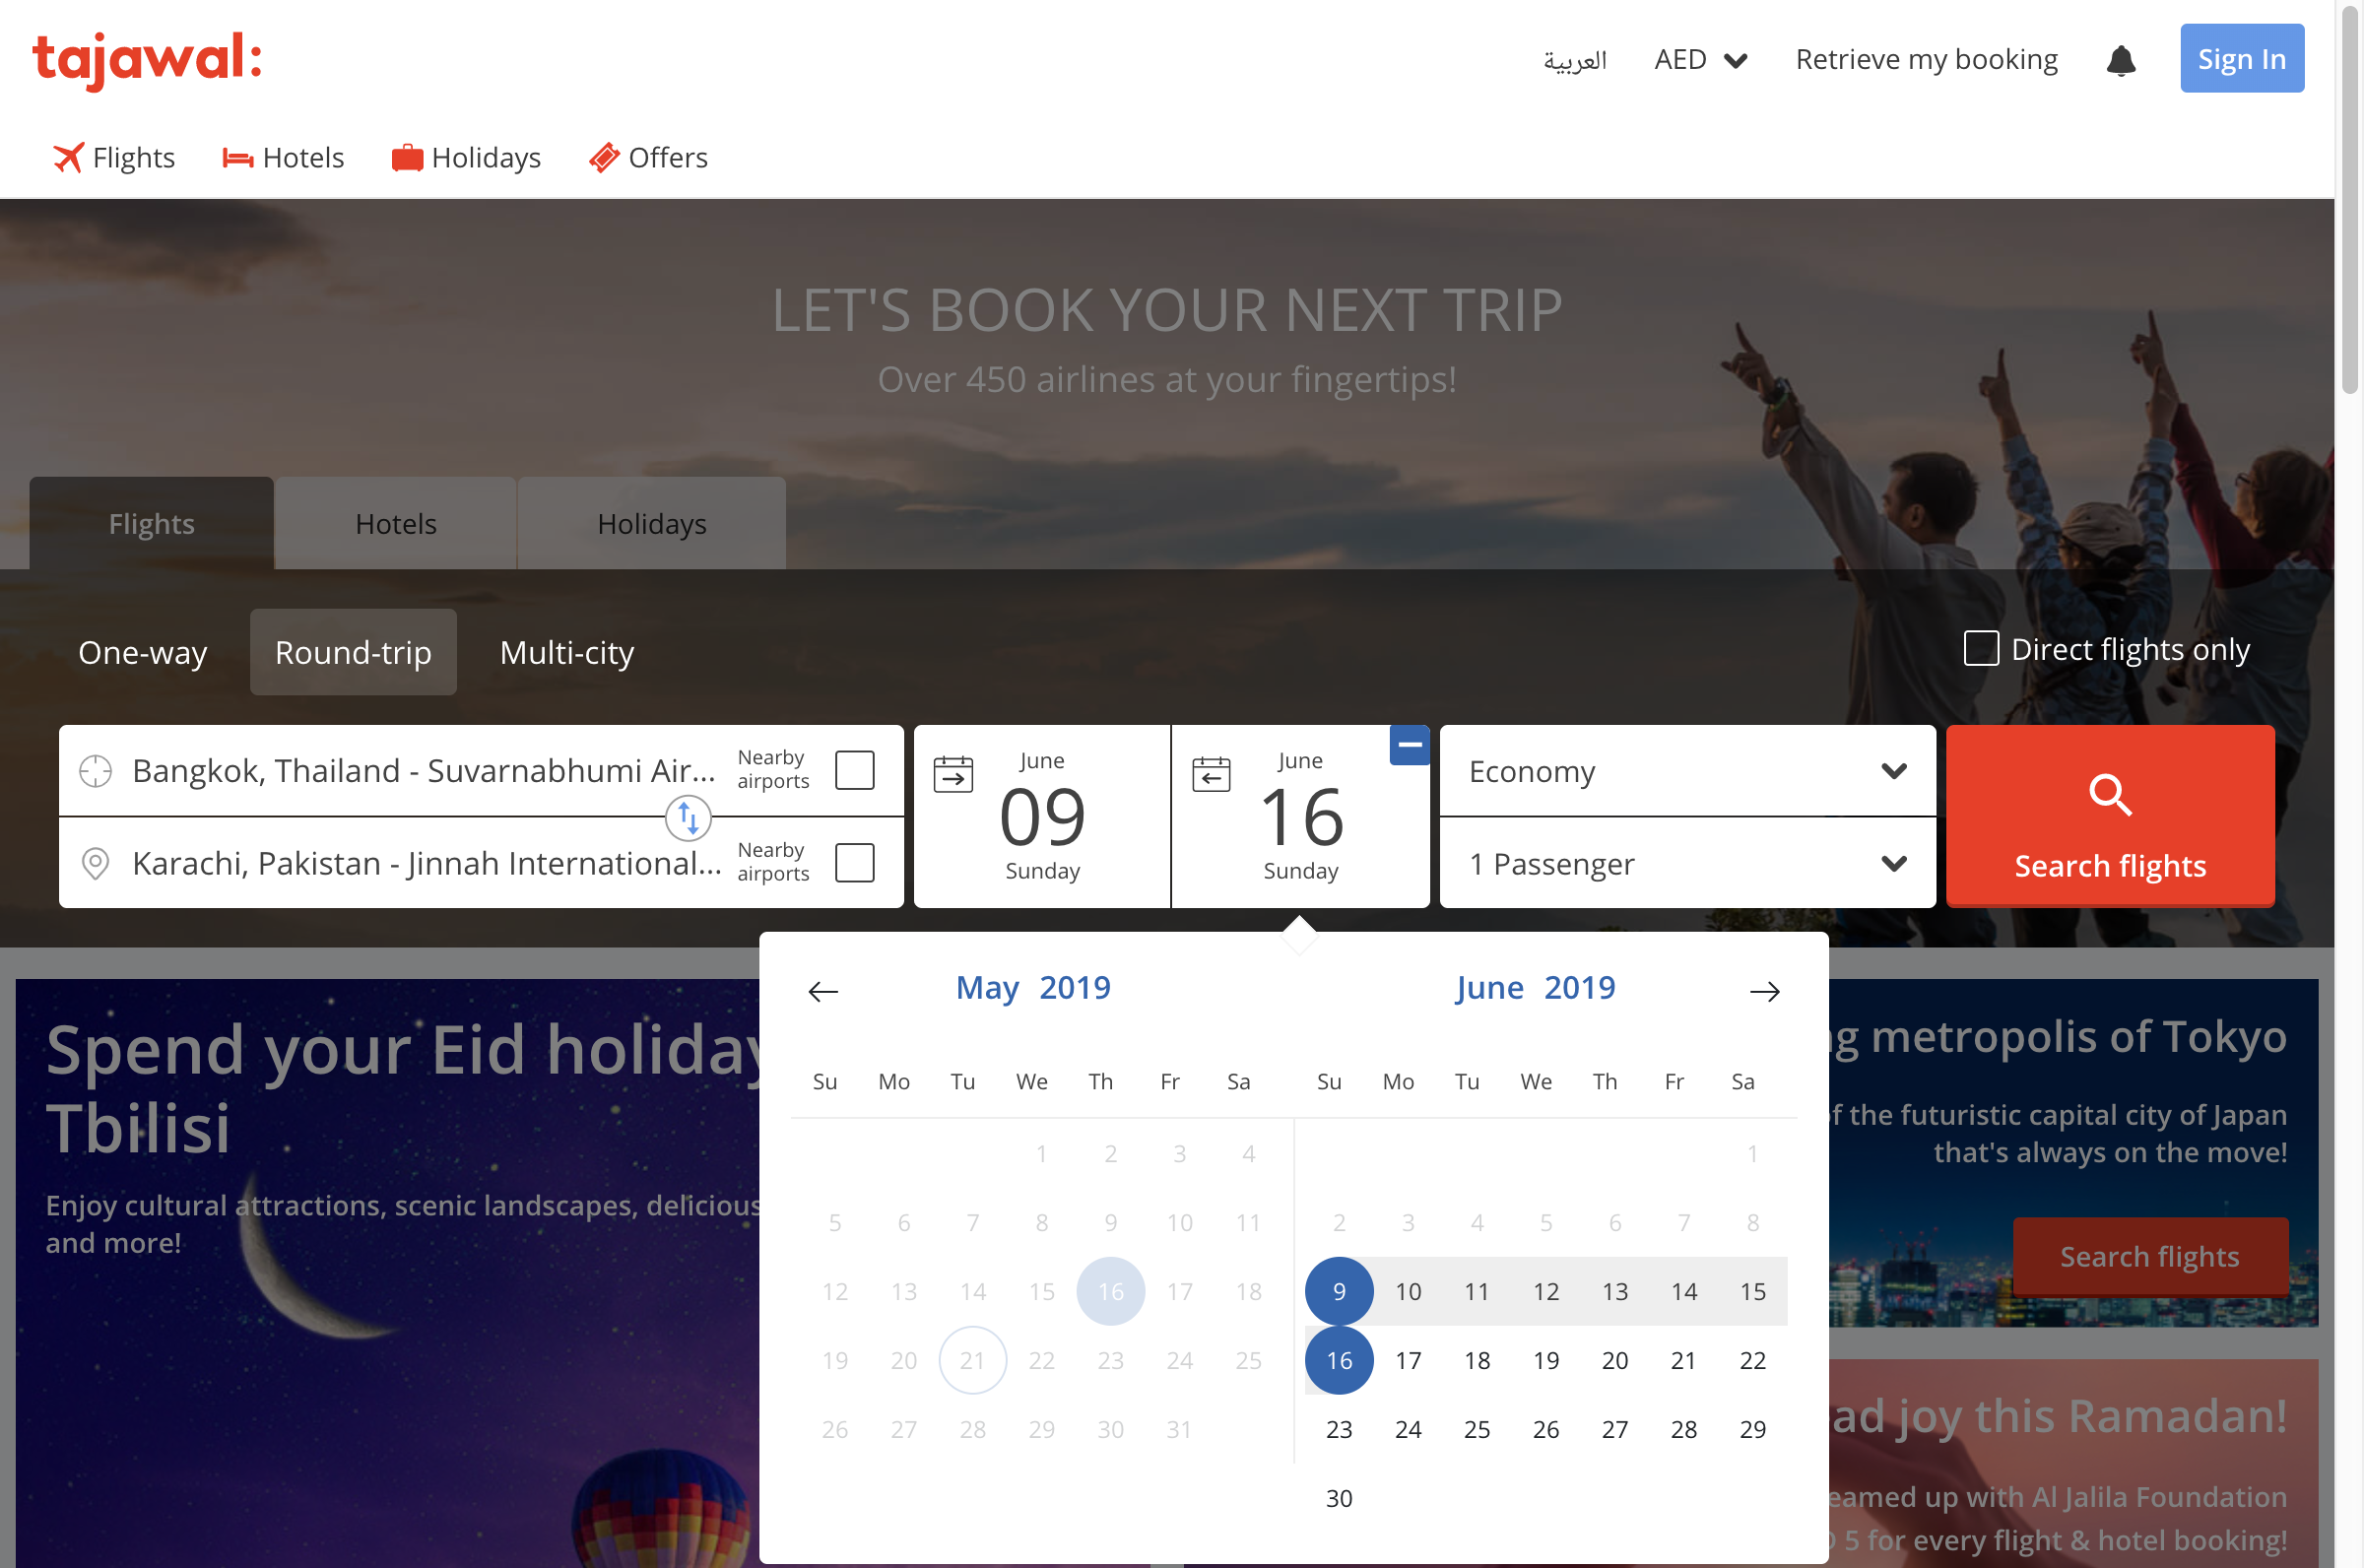 tajawal:
العربية
AED
Retrieve my booking
Sign In
Flights
Hotels
Holidays
Offers
LET'S BOOK YOUR NEXT TRIP
Over 450 airlines at your fingertips!
Flights
Hotels
Holidays
One-way
Round-trip
Multi-city
Direct flights only
Bangkok, Thailand - Suvarnabhumi Air...
Nearby
airports
Karachi, Pakistan - Jinnah International...
Nearby
airports
June
09
Sunday
June
16
Sunday
Economy
1 Passenger
Search flights
May 2019
Su Mo Tu We Th Fr Sa
1 2 3 4
5 6 7 8 9 10 11
12 13 14 15 16 17 18
19 20 21 22 23 24 25
26 27 28 29 30 31
June 2019
Su Mo Tu We Th Fr Sa
1
2 3 4 5 6 7 8
9 10 11 12 13 14 15
16 17 18 19 20 21 22
23 24 25 26 27 28 29
30
Spend your Eid holiday
Tbilisi
Enjoy cultural attractions, scenic landscapes, delicious
and more!
metropolis of Tokyo
of the futuristic capital city of Japan
that's always on the move!
Search flights
joy this Ramadan!
up with Al Jalila Foundation
5 for every flight & hotel booking!